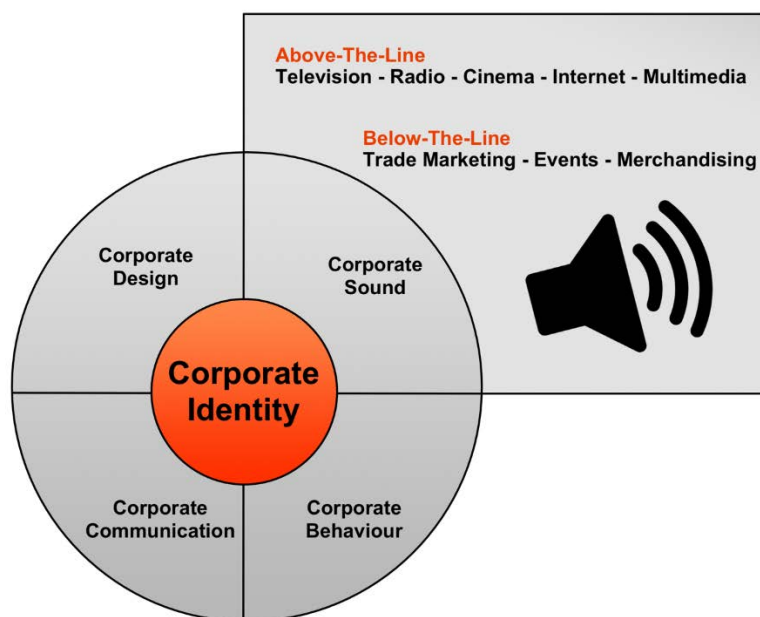 Above-The-Line
Television - Radio - Cinema - Internet - Multimedia
Below-The-Line
Trade Marketing - Events - Merchandising
Corporate
Design
Corporate
Sound
Corporate
Identity
Corporate
Communication
Corporate
Behaviour